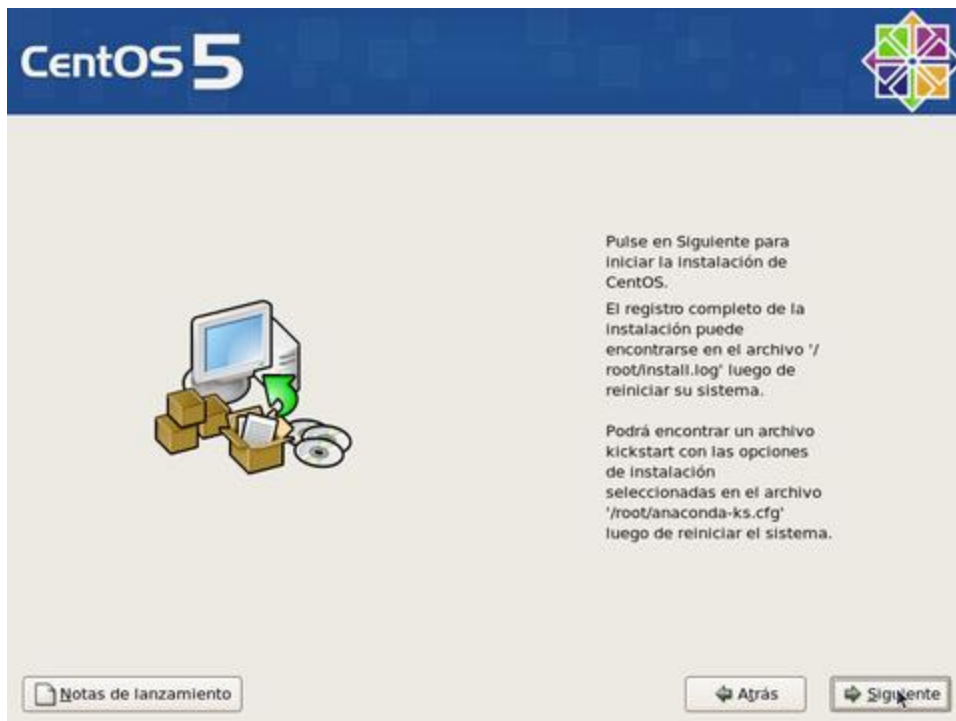 CentOS 5
Pulse en Siguiente para
iniciar la instalación de
CentOS.
El registro completo de la
instalación puede
encontrarse en el archivo '/
root/install.log' luego de
reiniciar su sistema.
Podrá encontrar un archivo
kickstart con las opciones
de instalación
seleccionadas en el archivo
'/root/anaconda-ks.cfg'
luego de reiniciar el sistema.
Notas de lanzamiento
Atrás
Siguiente